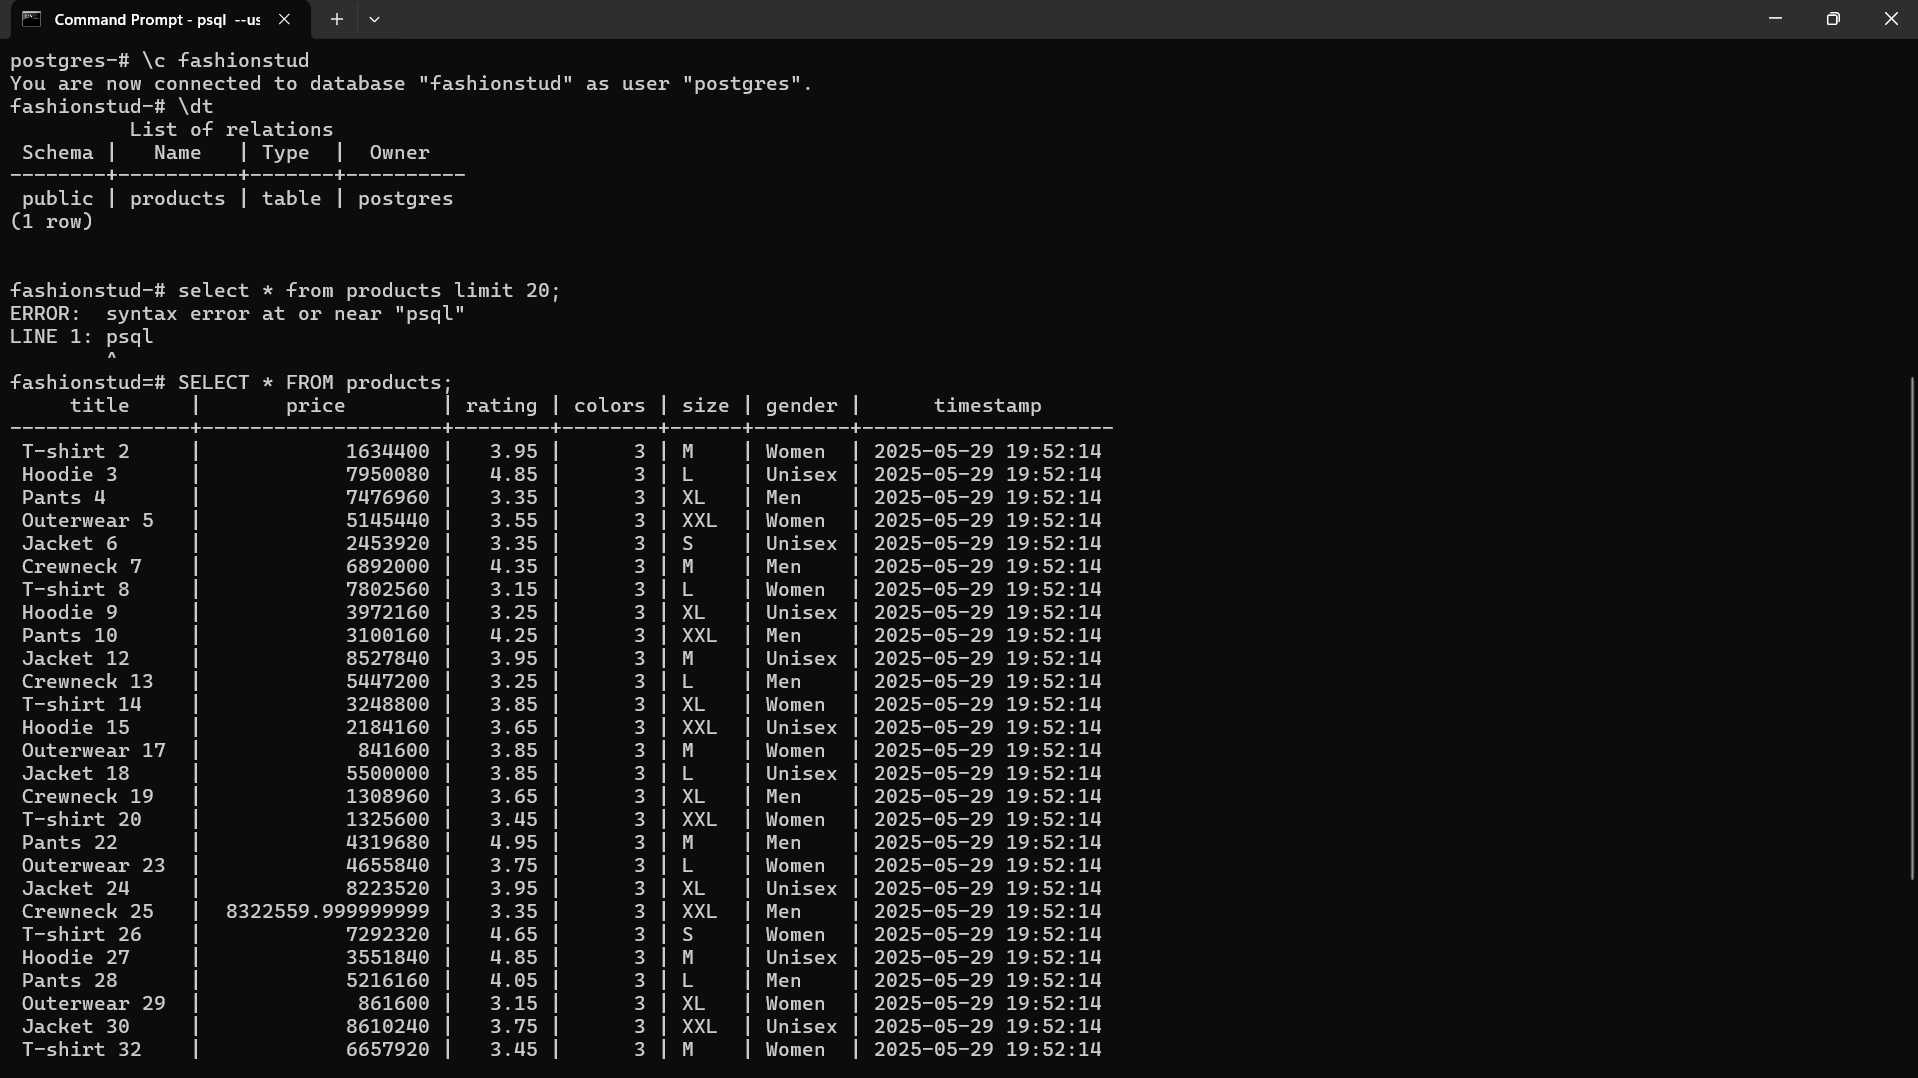 Command Prompt - psql --us
postgres-# \c fashionstud
You are now connected to database "fashionstud" as user "postgres".
fashionstud-# \dt
          List of relations
 Schema |   Name   | Type  |  Owner
--------+----------+-------+----------
 public | products | table | postgres
(1 row)
fashionstud-# select * from products limit 20;
ERROR:  syntax error at or near "psql"
LINE 1: psql
        ^
fashionstud=# SELECT * FROM products;
     title     |       price        | rating | colors | size | gender |      timestamp
---------------+--------------------+--------+--------+------+--------+---------------------
 T-shirt 2     |            1634400 |   3.95 |      3 | M    | Women  | 2025-05-29 19:52:14
 Hoodie 3      |            7950080 |   4.85 |      3 | L    | Unisex | 2025-05-29 19:52:14
 Pants 4       |            7476960 |   3.35 |      3 | XL   | Men    | 2025-05-29 19:52:14
 Outerwear 5   |            5145440 |   3.55 |      3 | XXL  | Women  | 2025-05-29 19:52:14
 Jacket 6      |            2453920 |   3.35 |      3 | S    | Unisex | 2025-05-29 19:52:14
 Crewneck 7    |            6892000 |   4.35 |      3 | M    | Men    | 2025-05-29 19:52:14
 T-shirt 8     |            7802560 |   3.15 |      3 | L    | Women  | 2025-05-29 19:52:14
 Hoodie 9      |            3972160 |   3.25 |      3 | XL   | Unisex | 2025-05-29 19:52:14
 Pants 10      |            3100160 |   4.25 |      3 | XXL  | Men    | 2025-05-29 19:52:14
 Jacket 12     |            8527840 |   3.95 |      3 | M    | Unisex | 2025-05-29 19:52:14
 Crewneck 13   |            5447200 |   3.25 |      3 | L    | Men    | 2025-05-29 19:52:14
 T-shirt 14    |            3248800 |   3.85 |      3 | XL   | Women  | 2025-05-29 19:52:14
 Hoodie 15     |            2184160 |   3.65 |      3 | XXL  | Unisex | 2025-05-29 19:52:14
 Outerwear 17  |             841600 |   3.85 |      3 | M    | Women  | 2025-05-29 19:52:14
 Jacket 18     |            5500000 |   3.85 |      3 | L    | Unisex | 2025-05-29 19:52:14
 Crewneck 19   |            1308960 |   3.65 |      3 | XL   | Men    | 2025-05-29 19:52:14
 T-shirt 20    |            1325600 |   3.45 |      3 | XXL  | Women  | 2025-05-29 19:52:14
 Pants 22      |            4319680 |   4.95 |      3 | M    | Men    | 2025-05-29 19:52:14
 Outerwear 23  |            4655840 |   3.75 |      3 | L    | Women  | 2025-05-29 19:52:14
 Jacket 24     |            8223520 |   3.95 |      3 | XL   | Unisex | 2025-05-29 19:52:14
 Crewneck 25   |  8322559.999999999 |   3.35 |      3 | XXL  | Men    | 2025-05-29 19:52:14
 T-shirt 26    |            7292320 |   4.65 |      3 | S    | Women  | 2025-05-29 19:52:14
 Hoodie 27     |            3551840 |   4.85 |      3 | M    | Unisex | 2025-05-29 19:52:14
 Pants 28      |            5216160 |   4.05 |      3 | L    | Men    | 2025-05-29 19:52:14
 Outerwear 29  |             861600 |   3.15 |      3 | XL   | Women  | 2025-05-29 19:52:14
 Jacket 30     |            8610240 |   3.75 |      3 | XXL  | Unisex | 2025-05-29 19:52:14
 T-shirt 32    |            6657920 |   3.45 |      3 | M    | Women  | 2025-05-29 19:52:14